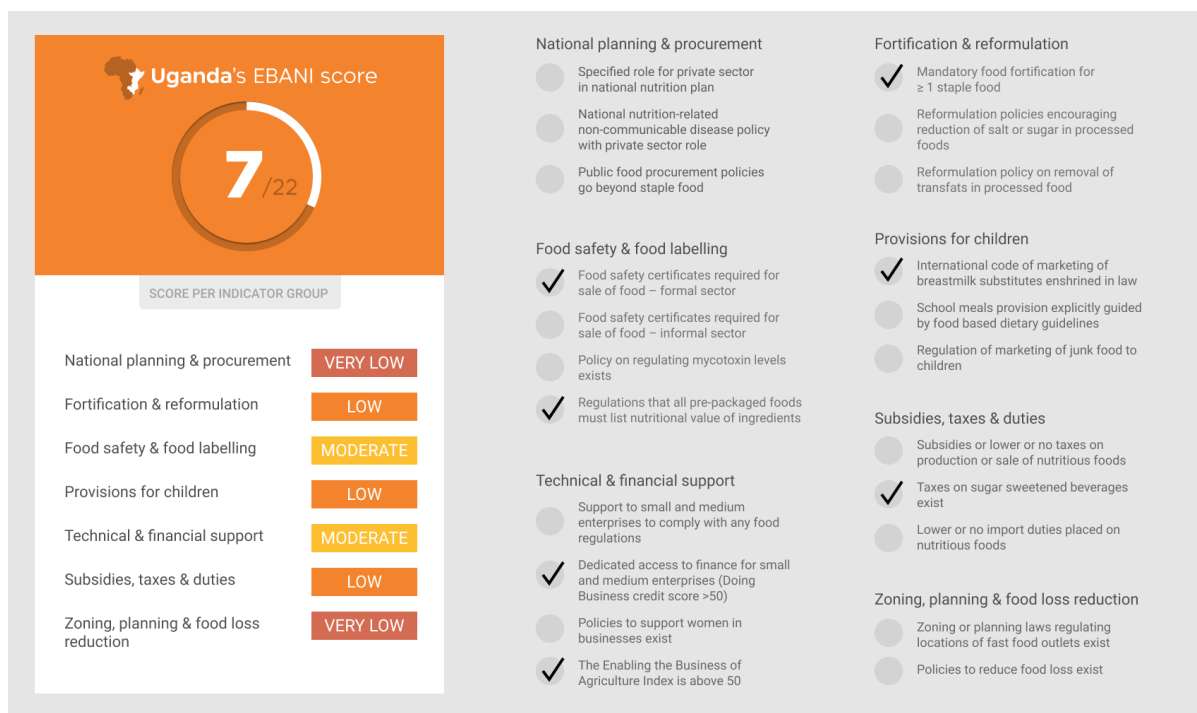 Uganda's EBANI score
7/22
SCORE PER INDICATOR GROUP
National planning & procurement VERY LOW
Fortification & reformulation LOW
Food safety & food labelling MODERATE
Provisions for children LOW
Technical & financial support MODERATE
Subsidies, taxes & duties LOW
Zoning, planning & food loss
reduction VERY LOW
National planning & procurement
Specified role for private sector
in national nutrition plan
National nutrition-related
non-communicable disease policy
with private sector role
Public food procurement policies
go beyond staple food
Food safety & food labelling
Food safety certificates required for
sale of food – formal sector
Food safety certificates required for
sale of food – informal sector
Policy on regulating mycotoxin levels
exists
Regulations that all pre-packaged foods
must list nutritional value of ingredients
Technical & financial support
Support to small and medium
enterprises to comply with any food
regulations
Dedicated access to finance for small
and medium enterprises (Doing
Business credit score >50)
Policies to support women in
businesses exist
The Enabling the Business of
Agriculture Index is above 50
Fortification & reformulation
Mandatory food fortification for
≥ 1 staple food
Reformulation policies encouraging
reduction of salt or sugar in processed
foods
Reformulation policy on removal of
transfats in processed food
Provisions for children
International code of marketing of
breastmilk substitutes enshrined in law
School meals provision explicitly guided
by food based dietary guidelines
Regulation of marketing of junk food to
children
Subsidies, taxes & duties
Subsidies or lower or no taxes on
production or sale of nutritious foods
Taxes on sugar sweetened beverages
exist
Lower or no import duties placed on
nutritious foods
Zoning, planning & food loss reduction
Zoning or planning laws regulating
locations of fast food outlets exist
Policies to reduce food loss exist